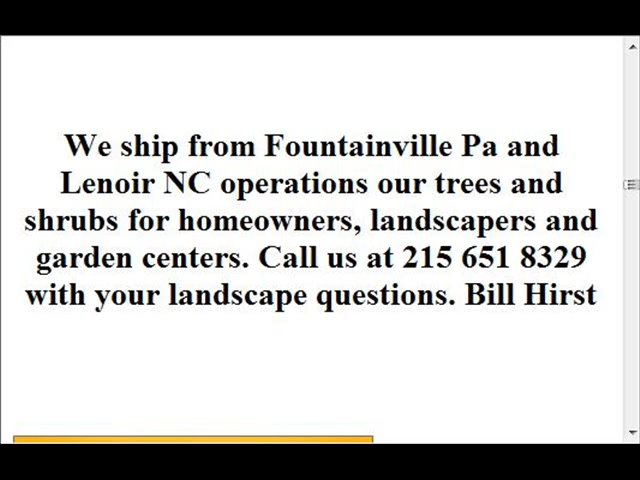 We ship from Fountainville Pa and
Lenoir NC operations our trees and
shrubs for homeowners, landscapers and
garden centers. Call us at 215 651 8329
with your landscape questions. Bill Hirst